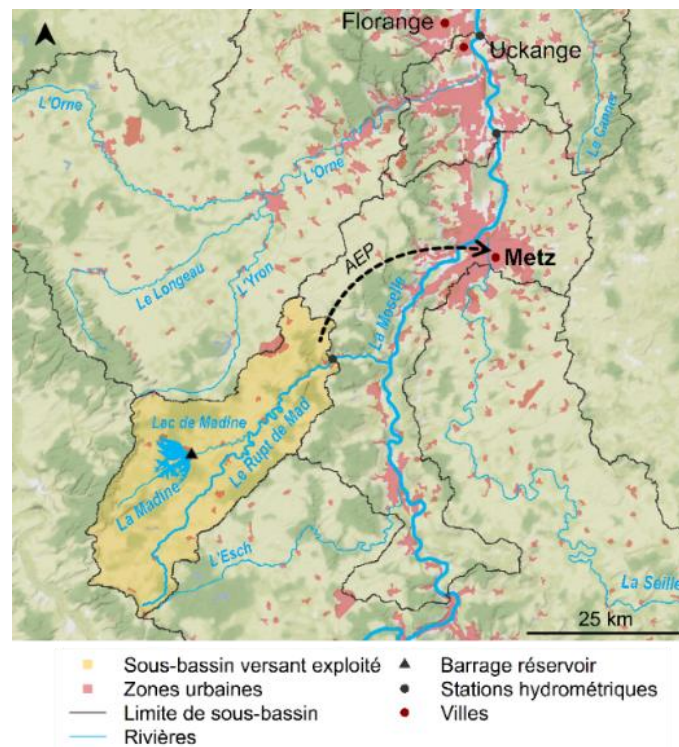 Florange
Uckange
L'Orne
L'Orne
Le Canner
Le Longeau
L'Yron
AEP
Metz
La Moselle
Lac de Madine
Le Rupt de Mad
La Madine
L'Esch
La Seille
25 km
Sous-bassin versant exploité
Barrage réservoir
Zones urbaines
Stations hydrométriques
Limite de sous-bassin
Villes
Rivières